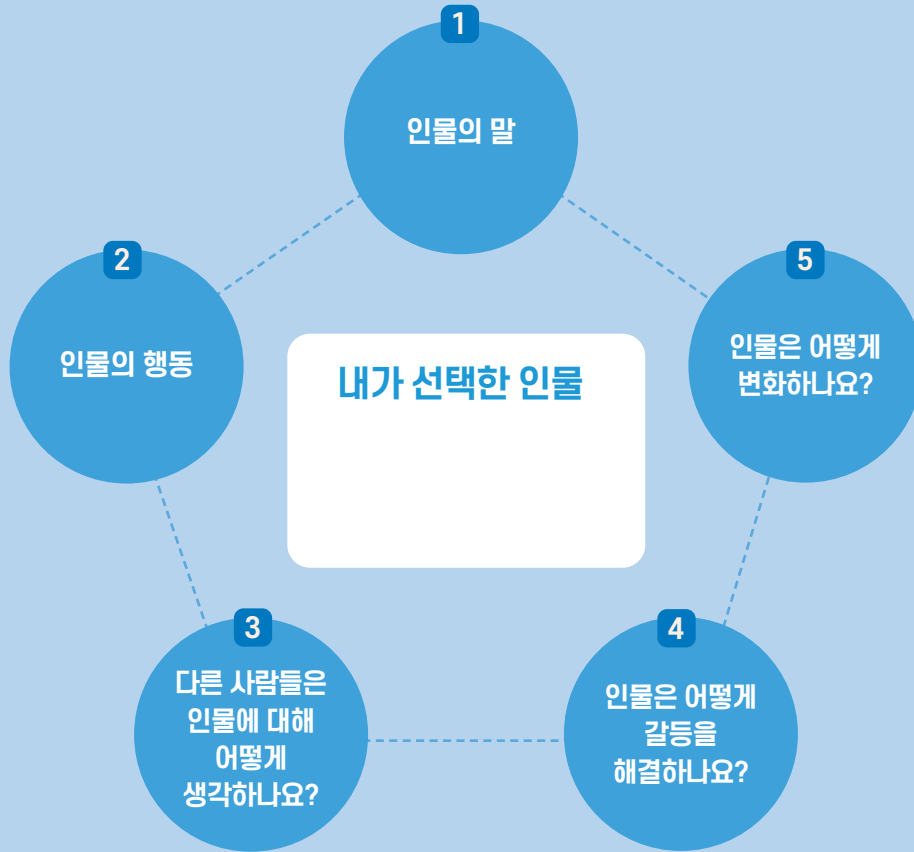 1
인물의 말
2
인물의 행동
3
다른 사람들은
인물에 대해
어떻게
생각하나요?
4
인물은 어떻게
갈등을
해결하나요?
5
인물은 어떻게
변화하나요?
내가 선택한 인물